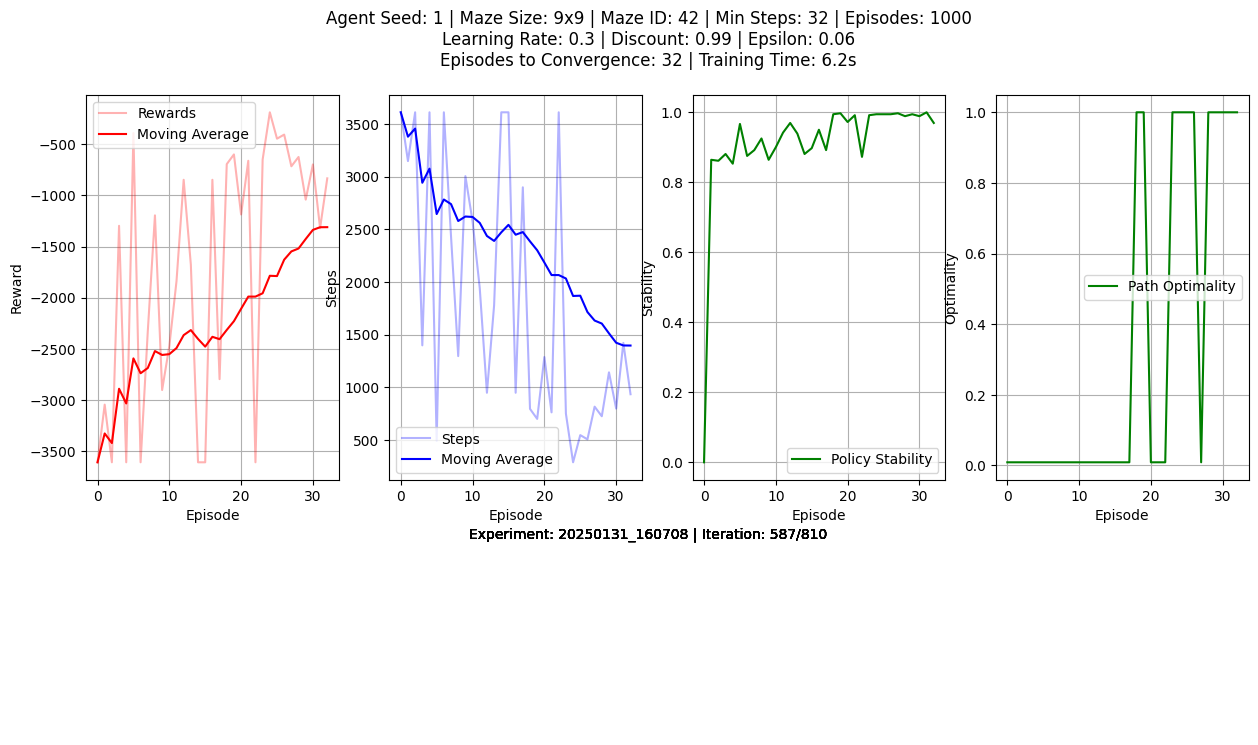 Agent Seed: 1 | Maze Size: 9x9 | Maze ID: 42 | Min Steps: 32 | Episodes: 1000
Learning Rate: 0.3 | Discount: 0.99 | Epsilon: 0.06
Episodes to Convergence: 32 | Training Time: 6.2s
Rewards
Moving Average
Reward
−500
−1000
−1500
−2000
−2500
−3000
−3500
0
10
20
30
Episode
Steps
3500
3000
2500
2000
1500
1000
500
Steps
Moving Average
0
10
20
30
Episode
Stability
1.0
0.8
0.6
0.4
0.2
0.0
Policy Stability
0
10
20
30
Episode
Optimality
1.0
0.8
0.6
0.4
0.2
0.0
Path Optimality
0
10
20
30
Episode
Experiment: 20250131_160708 | Iteration: 587/810